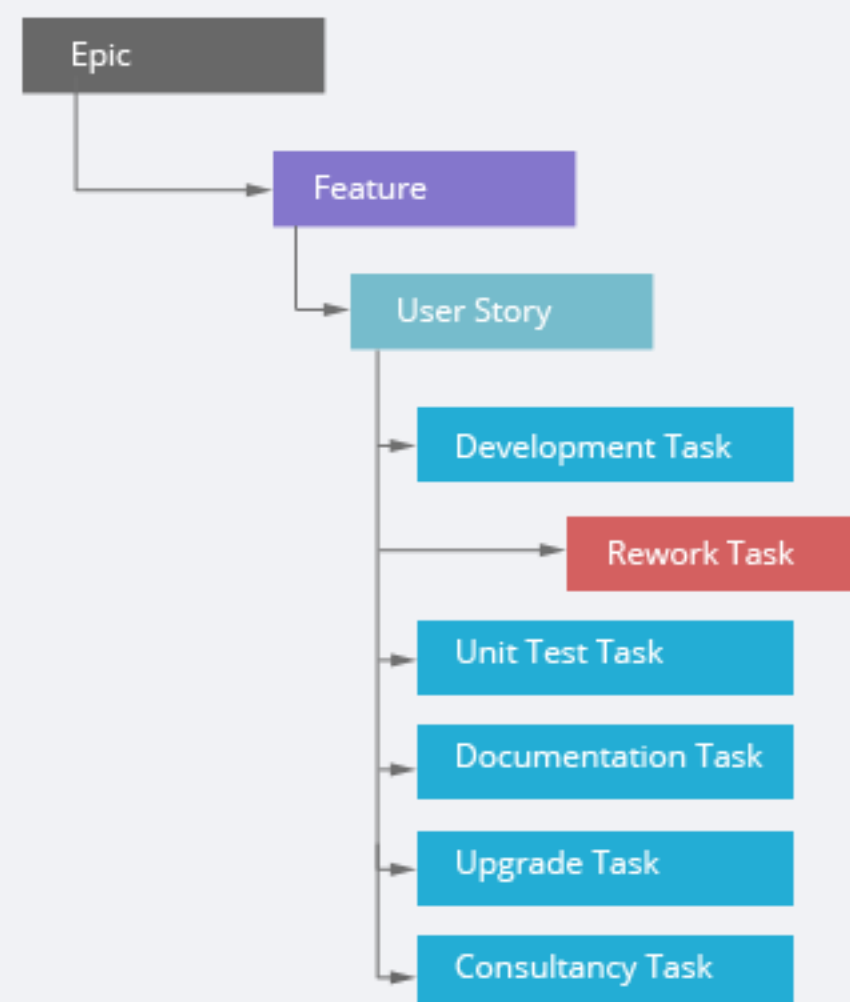 Epic
Feature
User Story
Development Task
Rework Task
Unit Test Task
Documentation Task
Upgrade Task
Consultancy Task